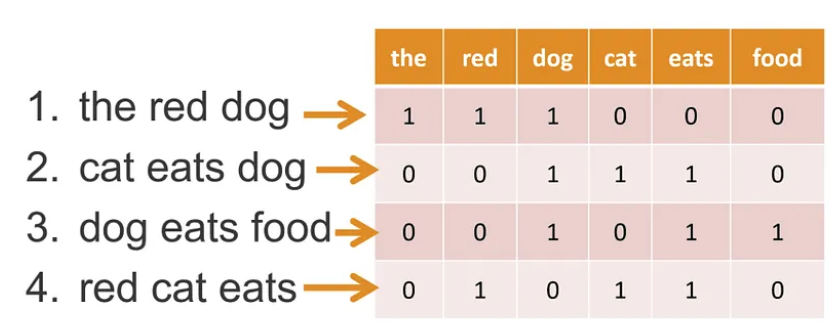 the red dog cat eats food
1. the red dog 1 1 1 0 0 0
2. cat eats dog 0 0 1 1 1 0
3. dog eats food 0 0 1 0 1 1
4. red cat eats 0 1 0 1 1 0